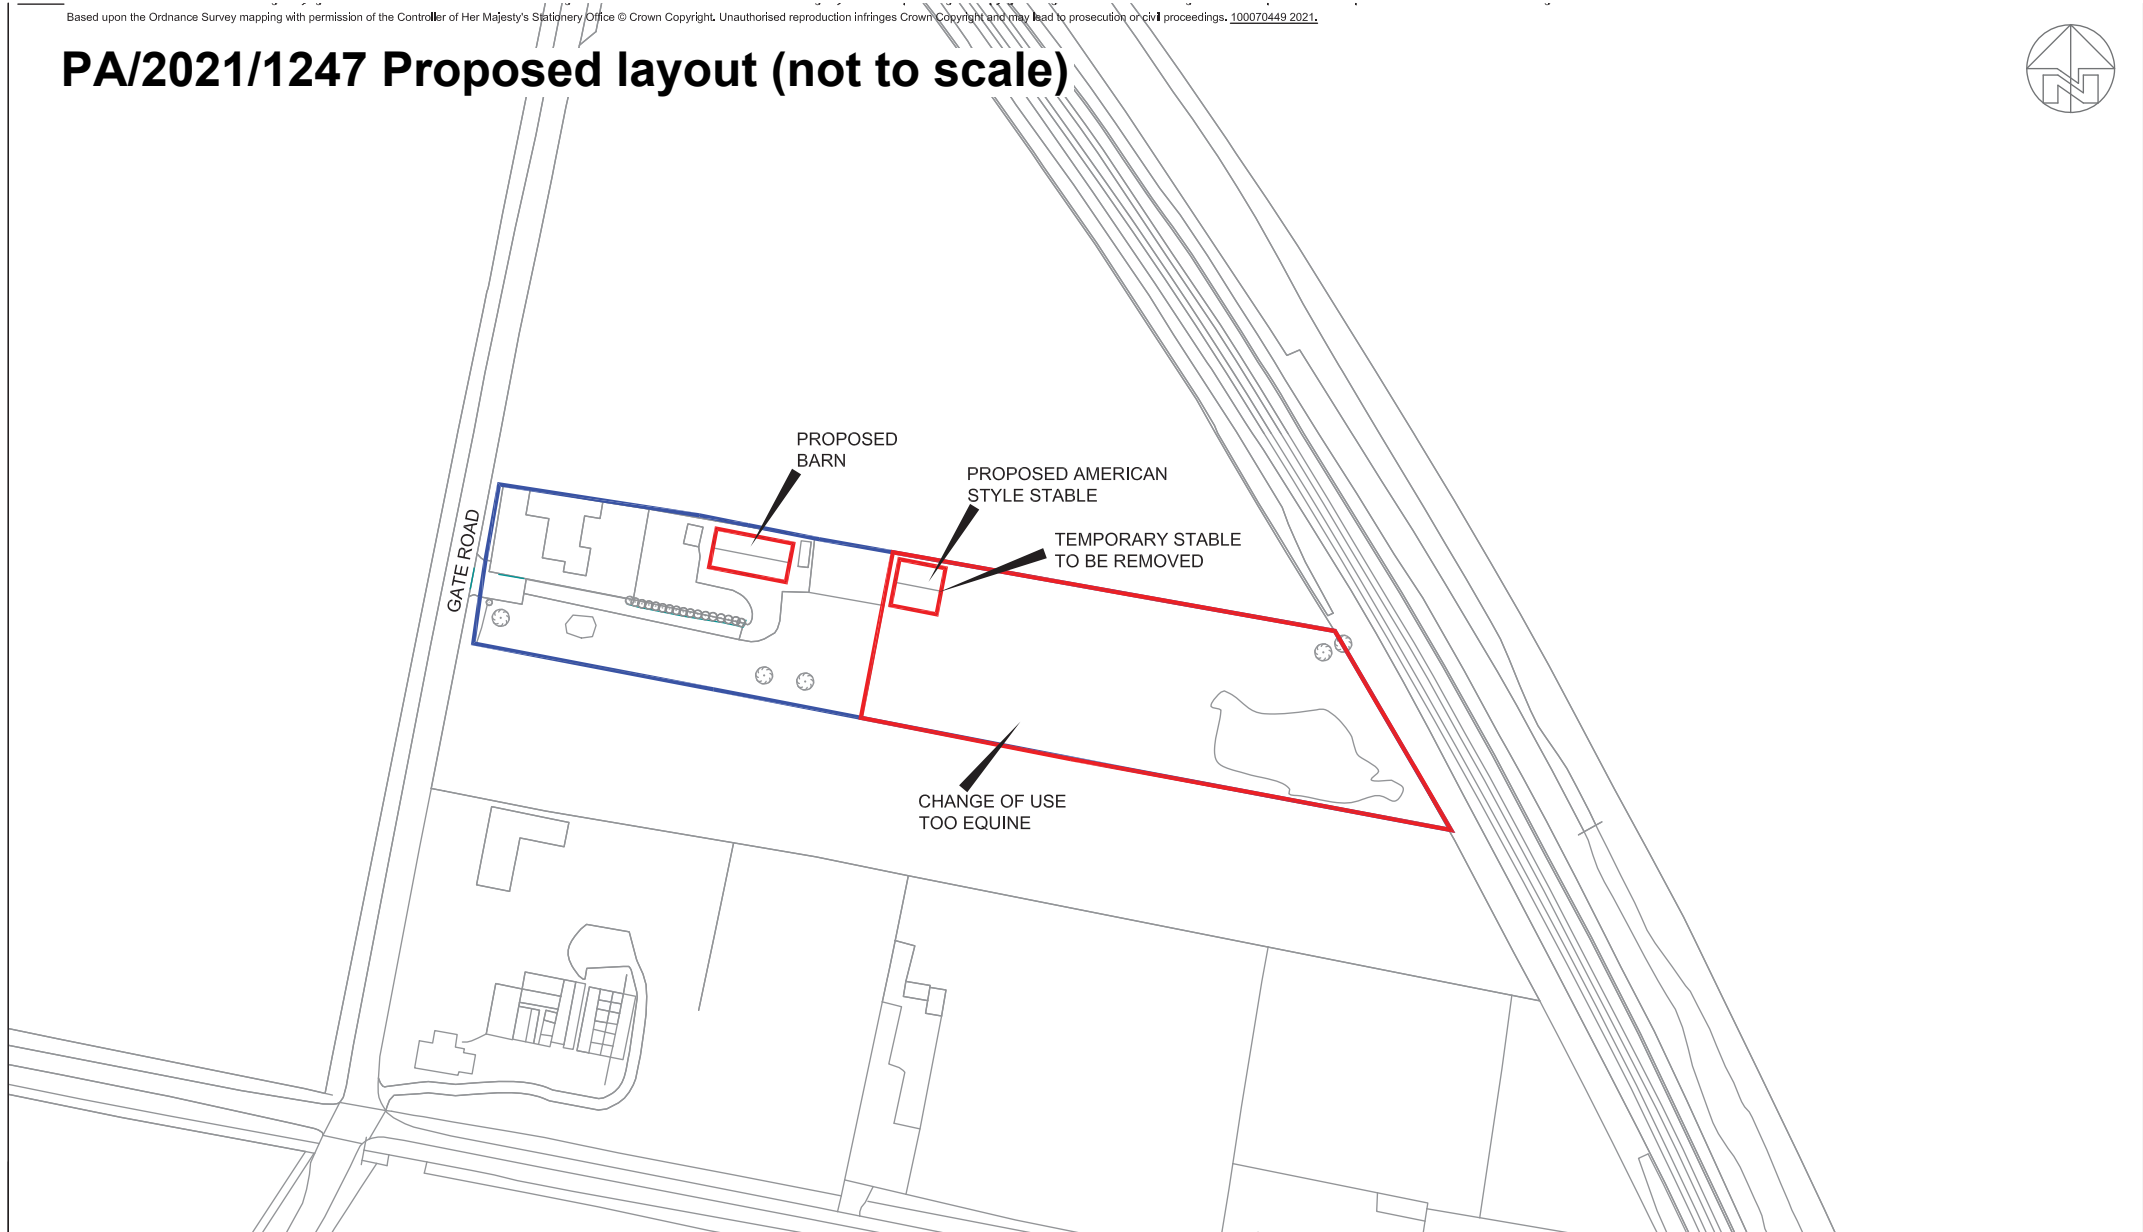 Based upon the Ordnance Survey mapping with permission of the Controller of Her Majesty's Stationery Office © Crown Copyright. Unauthorised reproduction infringes Crown Copyright and may lead to prosecution or civil proceedings. 100070449 2021.
PA/2021/1247 Proposed layout (not to scale)
N
PROPOSED
BARN
PROPOSED AMERICAN
STYLE STABLE
TEMPORARY STABLE
TO BE REMOVED
GATE ROAD
CHANGE OF USE
TOO EQUINE